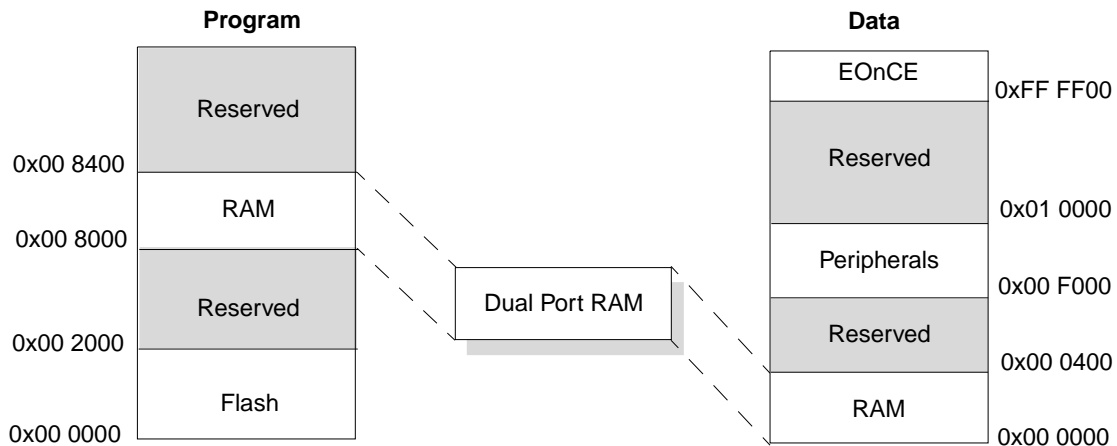 Program
Reserved
0x00 8400
RAM
0x00 8000
Reserved
0x00 2000
Flash
0x00 0000
Dual Port RAM
Data
EOnCE
0xFF FF00
Reserved
0x01 0000
Peripherals
0x00 F000
Reserved
0x00 0400
RAM
0x00 0000